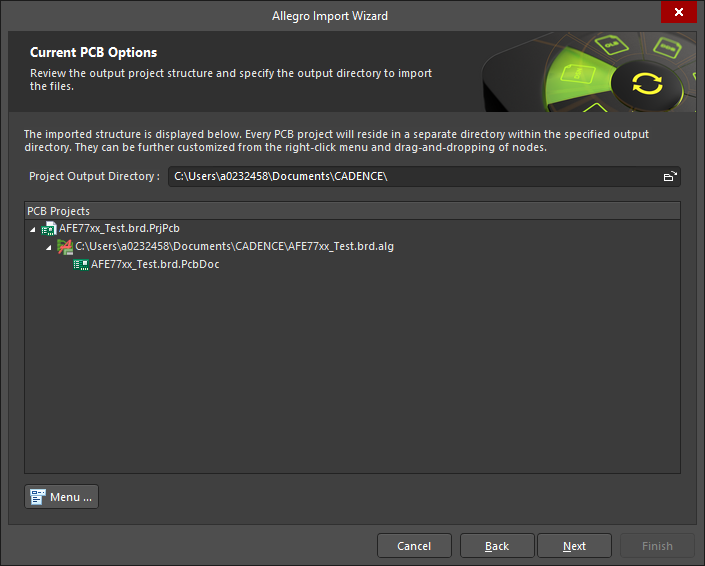 Allegro Import Wizard
Current PCB Options
Review the output project structure and specify the output directory to import
the files.
The imported structure is displayed below. Every PCB project will reside in a separate directory within the specified output
directory. They can be further customized from the right-click menu and drag-and-dropping of nodes.
Project Output Directory : C:\Users\a0232458\Documents\CADENCE\
PCB Projects
AFE77xx_Test.brd.PrjPcb
C:\Users\a0232458\Documents\CADENCE\AFE77xx_Test.brd.alg
AFE77xx_Test.brd.PcbDoc
Menu ...
Cancel Back Next Finish